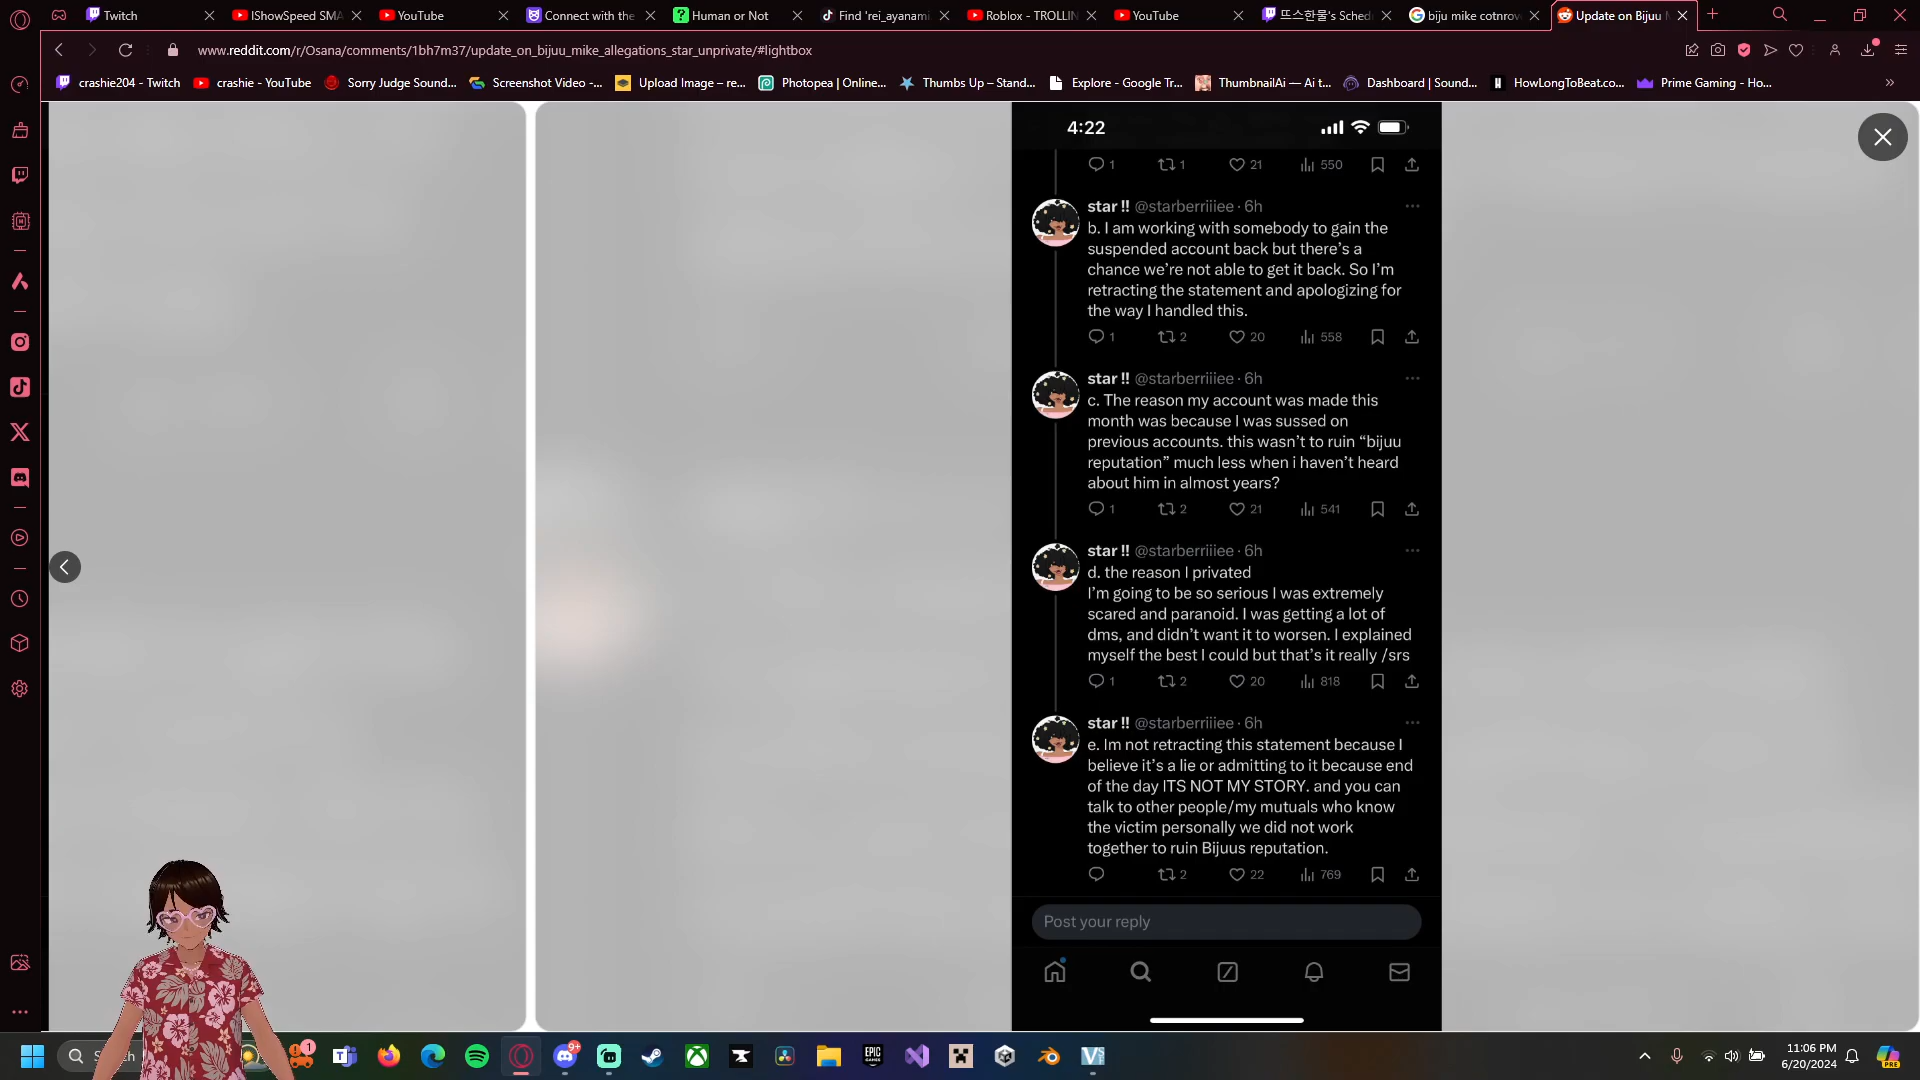 Twitch
IShowSpeed SMA
YouTube
Connect with the
Human or Not
Find 'rei_ayanami
Roblox - TROLLIN
YouTube
뜨스한물's Sched
biju mike cotnrov
Update on Bijuu M
www.reddit.com/r/Osana/comments/1bh7m37/update_on_bijuu_mike_allegations_star_unprivate/#lightbox
crashie204 - Twitch
crashie - YouTube
Sorry Judge Sound...
Screenshot Video -...
Upload Image – re...
Photopea | Online...
Thumbs Up – Stand...
Explore - Google Tr...
ThumbnailAi — Ai t...
Dashboard | Sound...
HowLongToBeat.co...
Prime Gaming - Ho...
4:22
1 1 21 550
star !! @starberriiiee · 6h
b. I am working with somebody to gain the
suspended account back but there's a
chance we're not able to get it back. So I'm
retracting the statement and apologizing for
the way I handled this.
1 2 20 558
star !! @starberriiiee · 6h
c. The reason my account was made this
month was because I was sussed on
previous accounts. this wasn't to ruin “bijuu
reputation” much less when i haven't heard
about him in almost years?
1 2 21 541
star !! @starberriiiee · 6h
d. the reason I privated
I'm going to be so serious I was extremely
scared and paranoid. I was getting a lot of
dms, and didn't want it to worsen. I explained
myself the best I could but that's it really /srs
1 2 20 818
star !! @starberriiiee · 6h
e. Im not retracting this statement because I
believe it's a lie or admitting to it because end
of the day ITS NOT MY STORY. and you can
talk to other people/my mutuals who know
the victim personally we did not work
together to ruin Bijuus reputation.
2 22 769
Post your reply
1
9+
EPIC GAMES
11:06 PM
6/20/2024
PRE